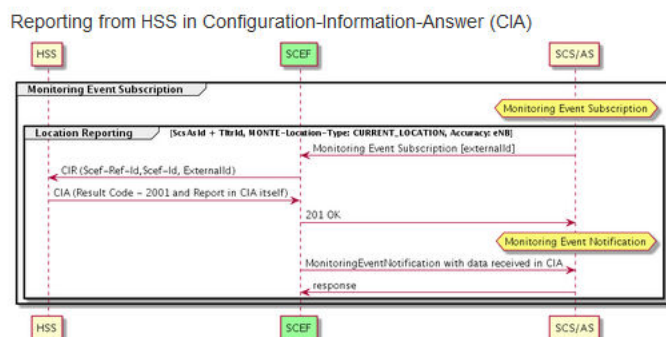 Reporting from HSS in Configuration-Information-Answer (CIA)
HSS SCEF SCS/AS
Monitoring Event Subscription
Monitoring Event Subscription
Location Reporting [ScsAsId + TltrId, MONTE-Location-Type: CURRENT_LOCATION, Accuracy: eNB]
Monitoring Event Subscription [externalId]
CIR (Scef-Ref-Id,Scef-Id, ExternalId)
CIA (Result Code - 2001 and Report in CIA itself)
201 OK
Monitoring Event Notification
MonitoringEventNotification with data received in CIA
response
HSS SCEF SCS/AS